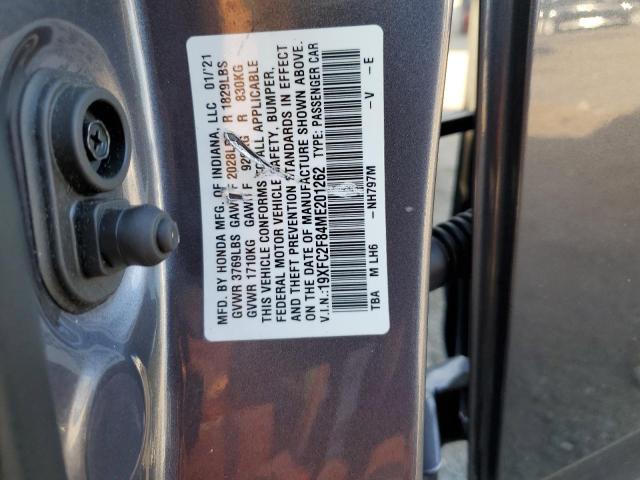 MFD. BY HONDA MFG. OF INDIANA, LLC 01/'21
GVWR 3769LBS GAWR F 2028LBS R 1829LBS
GVWR 1710KG GAWR F 920KG R 830KG
THIS VEHICLE CONFORMS TO ALL APPLICABLE
FEDERAL MOTOR VEHICLE SAFETY, BUMPER,
AND THEFT PREVENTION STANDARDS IN EFFECT
ON THE DATE OF MANUFACTURE SHOWN ABOVE.
V.I.N.:19XFC2F84ME201262 TYPE: PASSENGER CAR
TBA M LH6 -NH797M -V -E